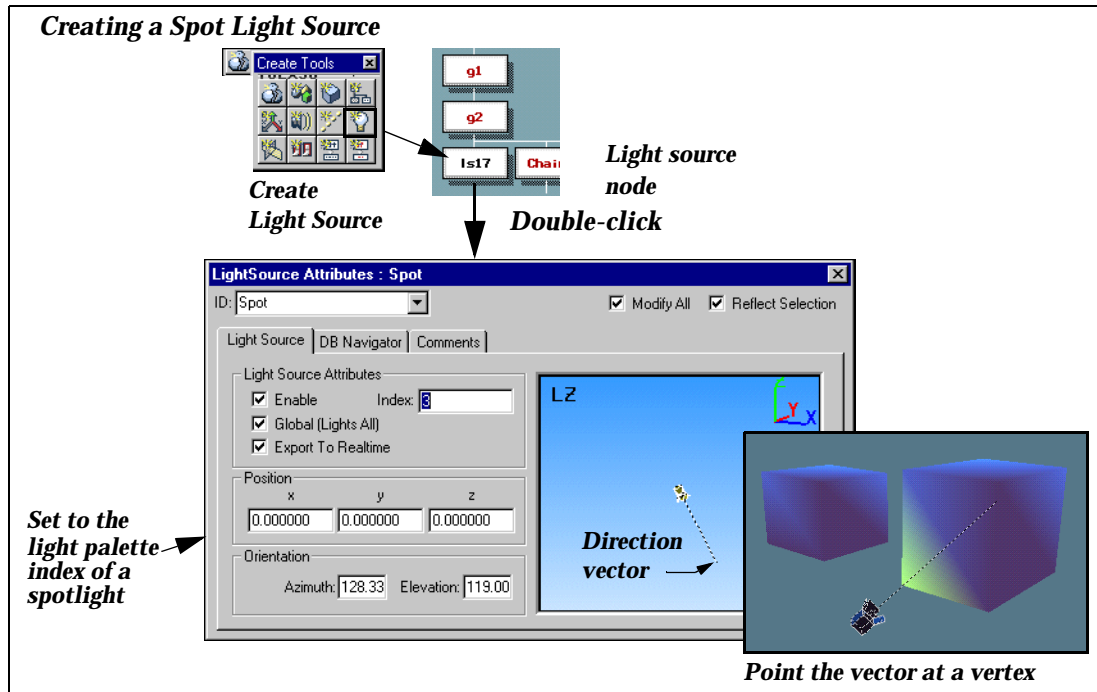 Creating a Spot Light Source
Create Tools
g1
g2
ls17
Chair
Light source
node
Create
Light Source
Double-click
LightSource Attributes : Spot
ID: Spot
Modify All
Reflect Selection
Light Source
DB Navigator
Comments
Light Source Attributes
Enable
Index: 3
Global (Lights All)
Export To Realtime
Position
x y z
0.000000 0.000000 0.000000
Orientation
Azimuth: 128.33 Elevation: 119.00
LZ
Y
X
Direction
vector
Set to the
light palette
index of a
spotlight
Point the vector at a vertex